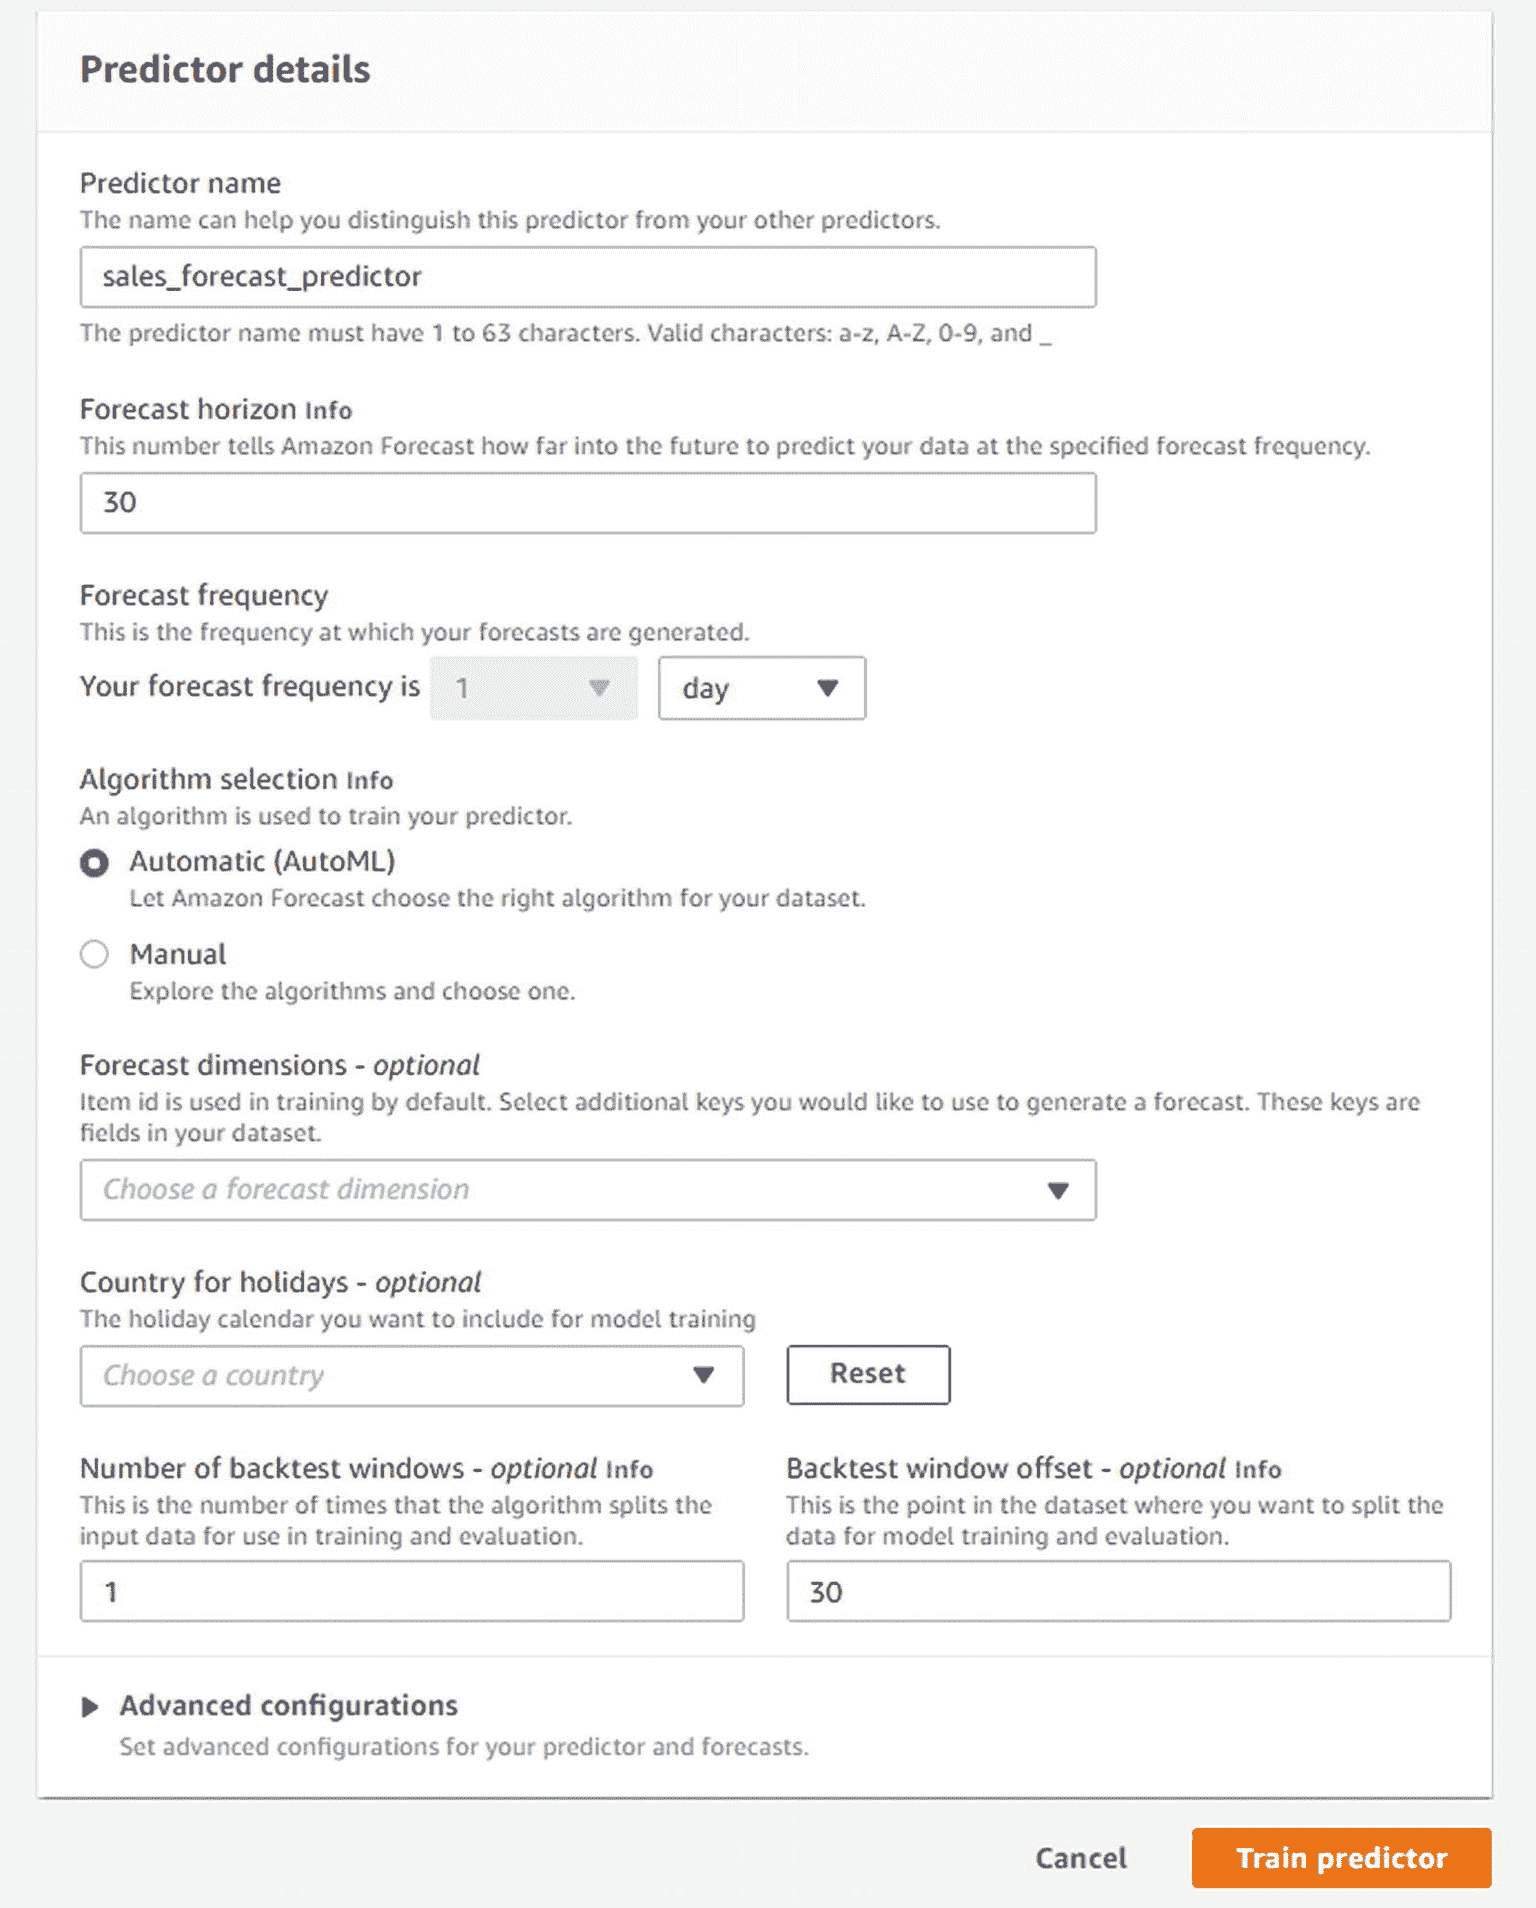 Predictor details
Predictor name
The name can help you distinguish this predictor from your other predictors.
sales_forecast_predictor
The predictor name must have 1 to 63 characters. Valid characters: a-z, A-Z, 0-9, and _
Forecast horizon Info
This number tells Amazon Forecast how far into the future to predict your data at the specified forecast frequency.
30
Forecast frequency
This is the frequency at which your forecasts are generated.
Your forecast frequency is 1 day
Algorithm selection Info
An algorithm is used to train your predictor.
Automatic (AutoML)
Let Amazon Forecast choose the right algorithm for your dataset.
Manual
Explore the algorithms and choose one.
Forecast dimensions - optional
Item id is used in training by default. Select additional keys you would like to use to generate a forecast. These keys are
fields in your dataset.
Choose a forecast dimension
Country for holidays - optional
The holiday calendar you want to include for model training
Choose a country
Reset
Number of backtest windows - optional Info
This is the number of times that the algorithm splits the
input data for use in training and evaluation.
1
Backtest window offset - optional Info
This is the point in the dataset where you want to split the
data for model training and evaluation.
30
Advanced configurations
Set advanced configurations for your predictor and forecasts.
Cancel
Train predictor